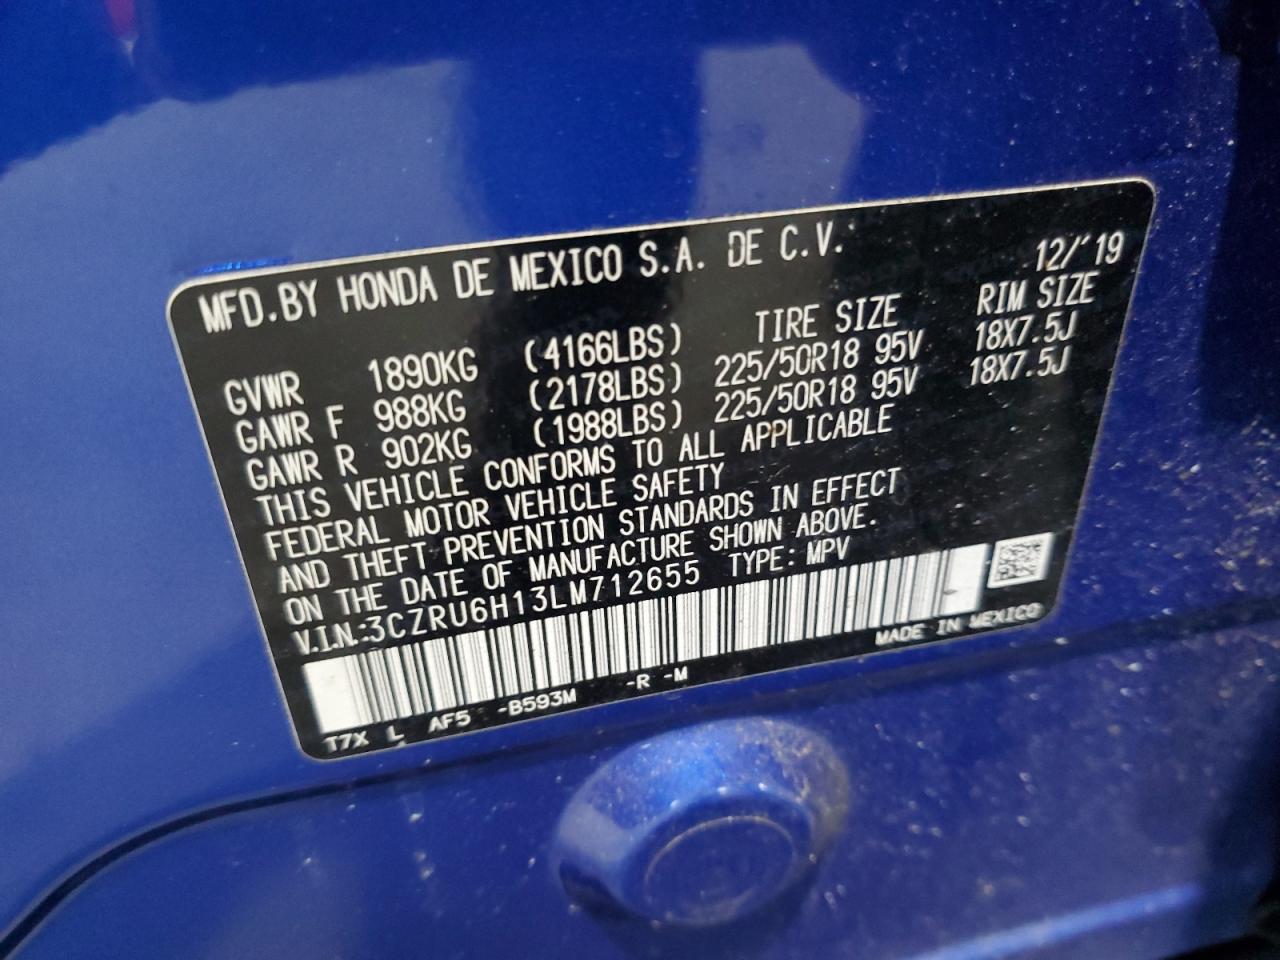 MFD.BY HONDA DE MEXICO S.A. DE C.V. 12/'19
TIRE SIZE RIM SIZE
GVWR 1890KG (4166LBS) 225/50R18 95V 18X7.5J
GAWR F 988KG (2178LBS) 225/50R18 95V 18X7.5J
GAWR R 902KG (1988LBS)
THIS VEHICLE CONFORMS TO ALL APPLICABLE
FEDERAL MOTOR VEHICLE SAFETY
AND THEFT PREVENTION STANDARDS IN EFFECT
ON THE DATE OF MANUFACTURE SHOWN ABOVE.
V.I.N.:3CZRU6H13LM712655 TYPE: MPV
MADE IN MEXICO
T7X L AF5 -B593M -R -M